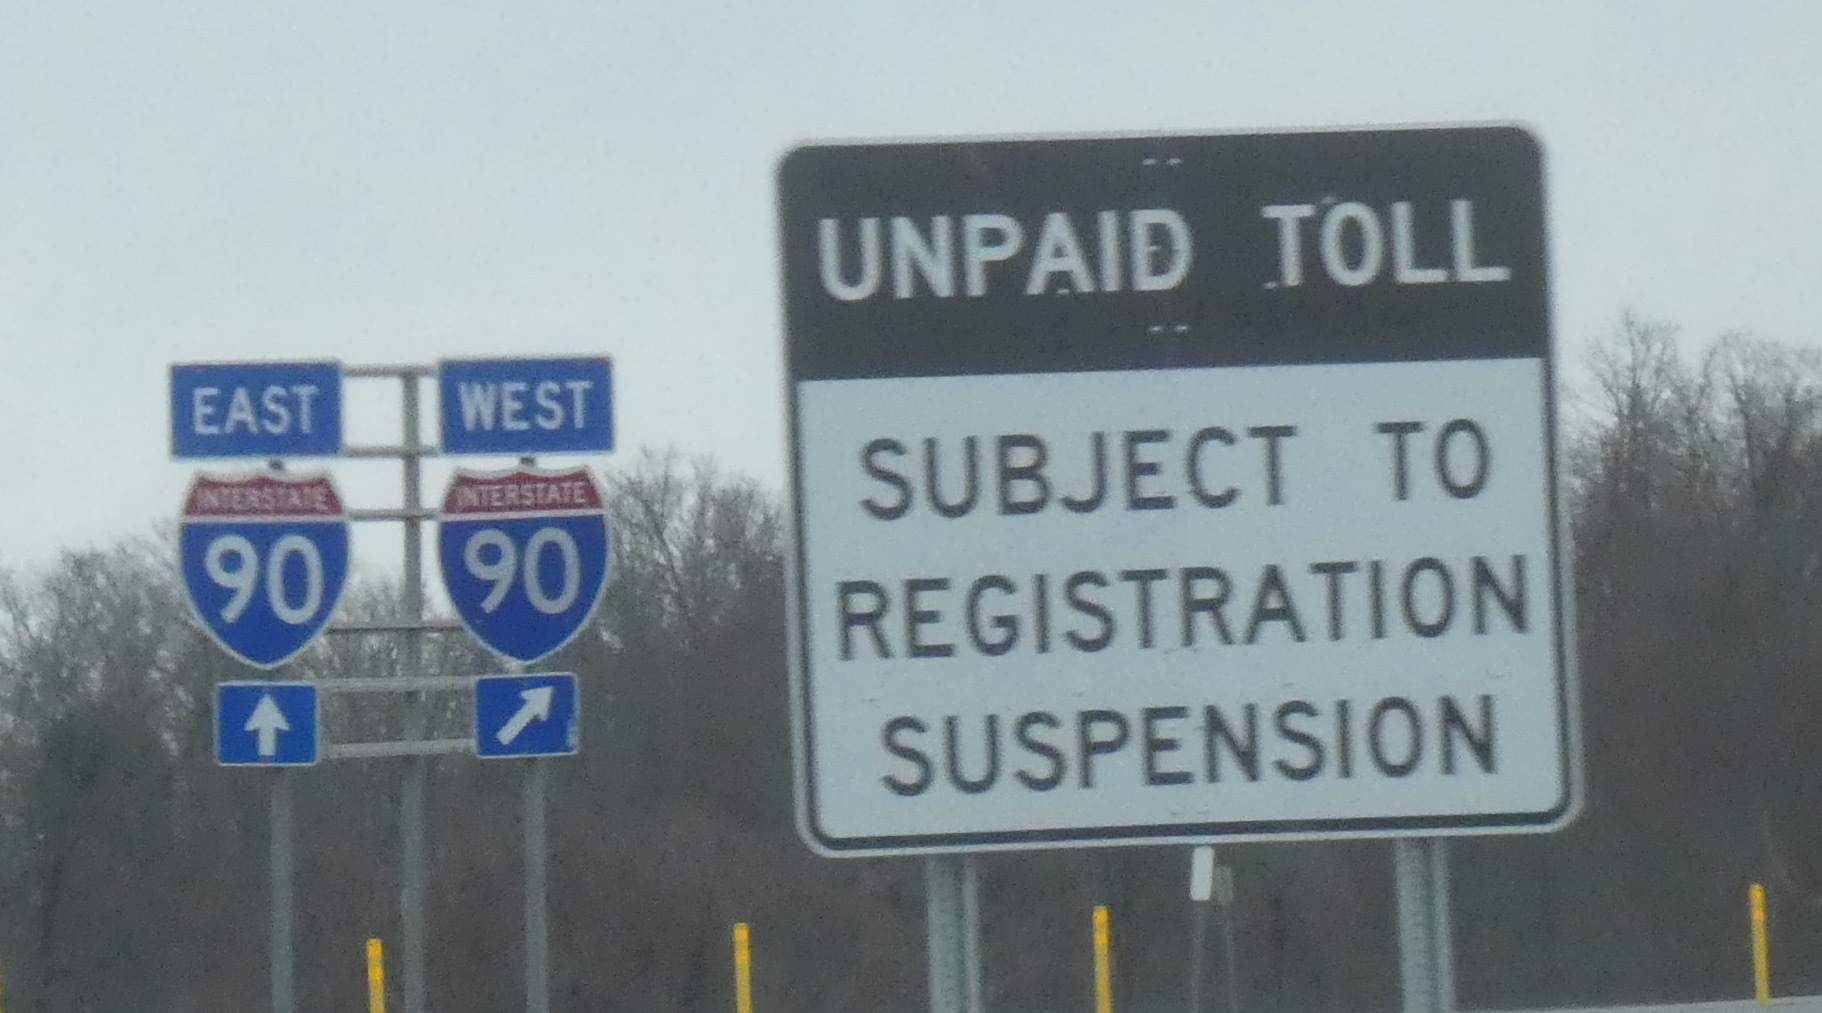 EAST
INTERSTATE
90
WEST
INTERSTATE
90
UNPAID TOLL
SUBJECT TO
REGISTRATION
SUSPENSION